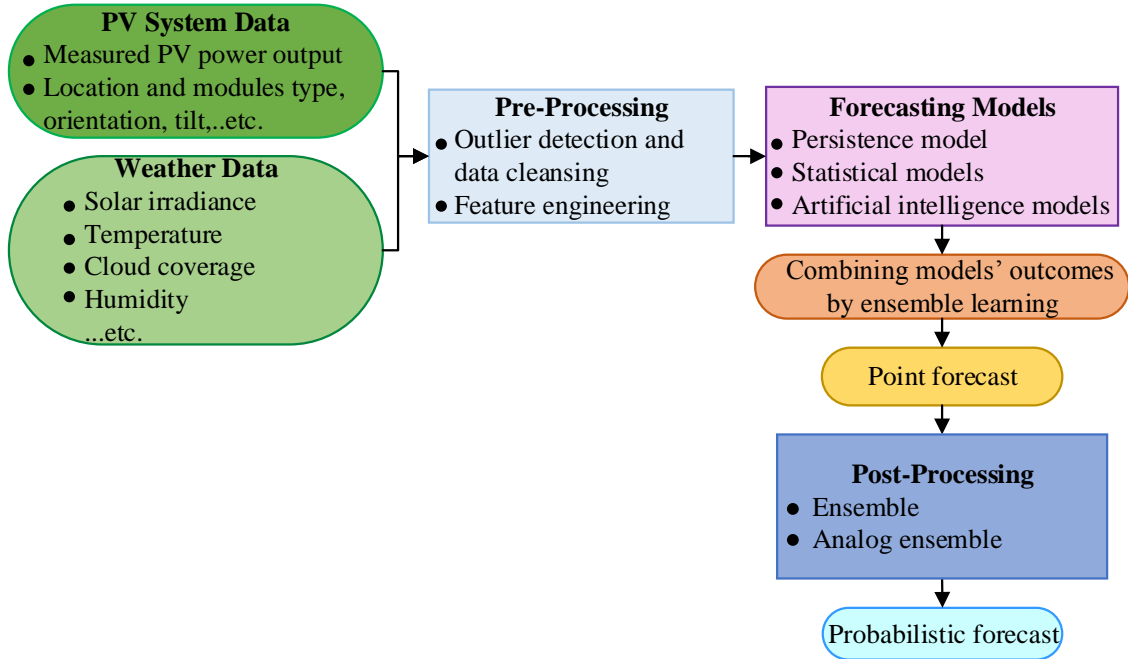 PV System Data
● Measured PV power output
● Location and modules type,
orientation, tilt,..etc.
Weather Data
● Solar irradiance
● Temperature
● Cloud coverage
● Humidity
...etc.
Pre-Processing
● Outlier detection and
data cleansing
● Feature engineering
Forecasting Models
● Persistence model
● Statistical models
● Artificial intelligence models
Combining models’ outcomes
by ensemble learning
Point forecast
Post-Processing
● Ensemble
● Analog ensemble
Probabilistic forecast